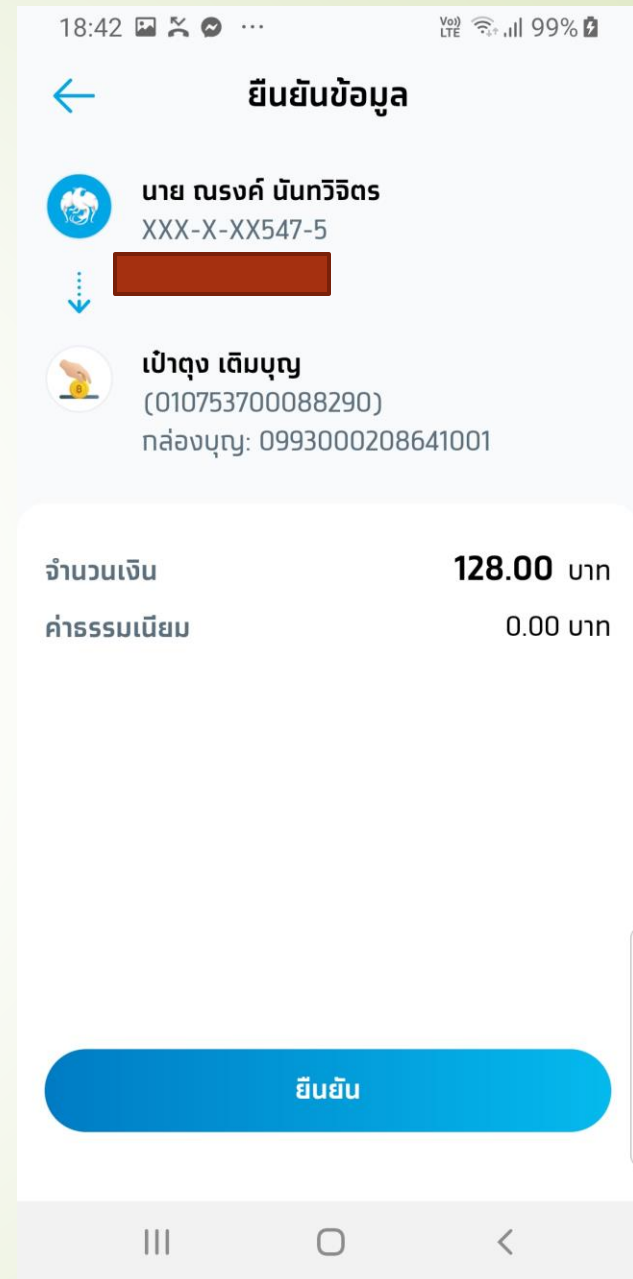 18:42 ... Vo)) LTE 99%
ยืนยันข้อมูล
นาย ณรงค์ นันทวิจิตร
XXX-X-XX547-5
เป๋าตุง เติมบุญ
(010753700088290)
กล่องบุญ: 0993000208641001
จำนวนเงิน 128.00 บาท
ค่าธรรมเนียม 0.00 บาท
ยืนยัน